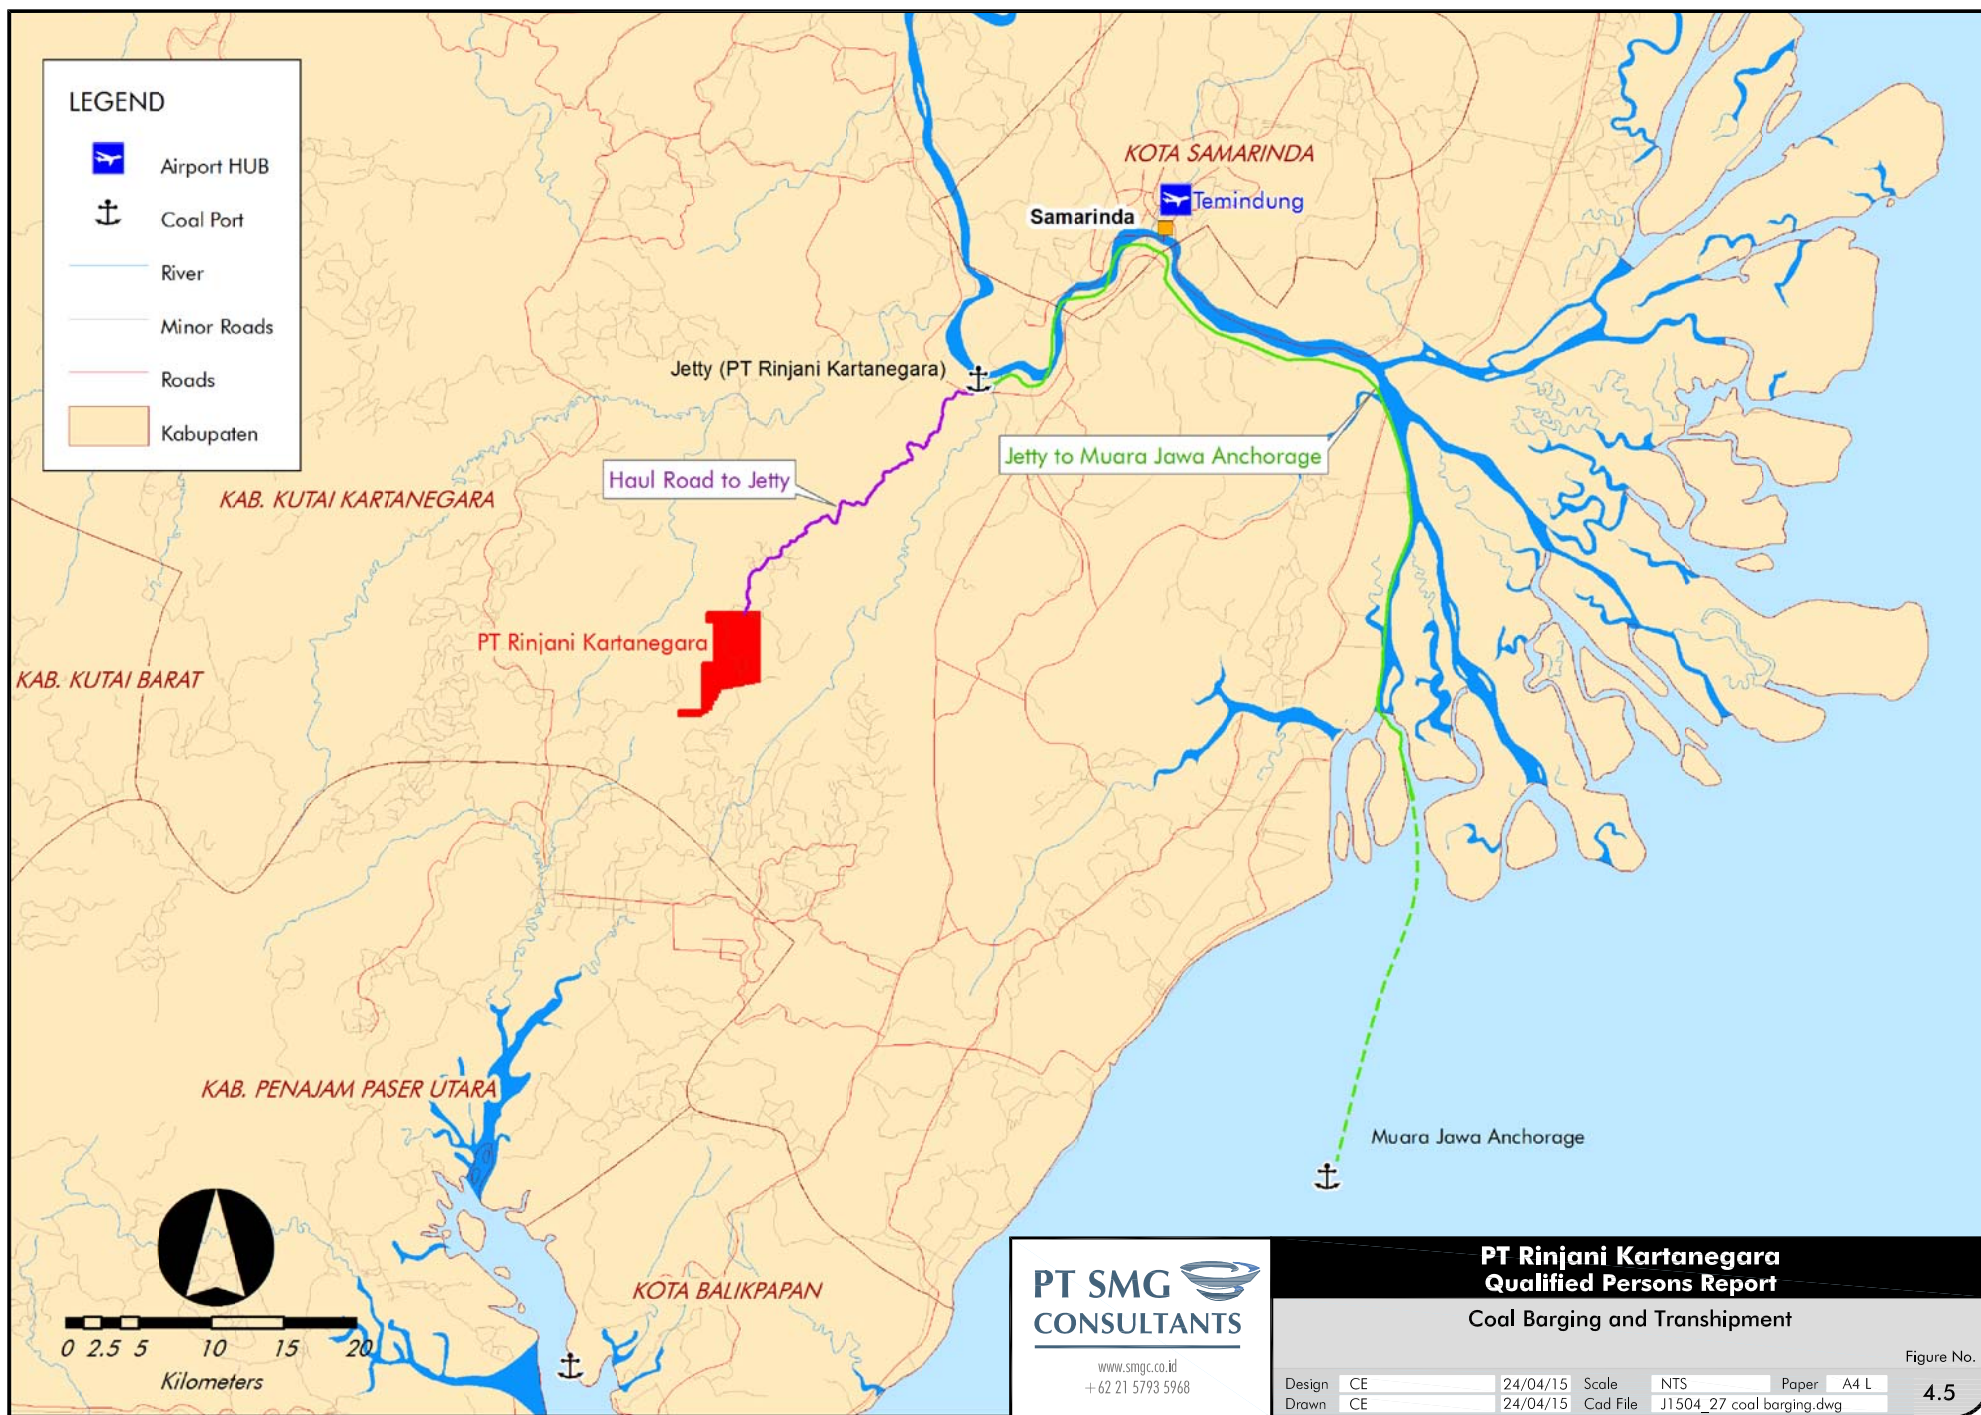 LEGEND
Airport HUB
Coal Port
River
Minor Roads
Roads
Kabupaten
KOTA SAMARINDA
Temindung
Samarinda
Jetty (PT Rinjani Kartanegara)
Jetty to Muara Jawa Anchorage
Haul Road to Jetty
KAB. KUTAI KARTANEGARA
PT Rinjani Kartanegara
KAB. KUTAI BARAT
KAB. PENAJAM PASER UTARA
Muara Jawa Anchorage
KOTA BALIKPAPAN
0 2.5 5 10 15 20
Kilometers
PT SMG
CONSULTANTS
www.smgc.co.id
+62 21 5793 5968
PT Rinjani Kartanegara
Qualified Persons Report
Coal Barging and Transhipment
Figure No.
Design CE 24/04/15 Scale NTS Paper A4 L
4.5
Drawn CE 24/04/15 Cad File J1504_27 coal barging.dwg